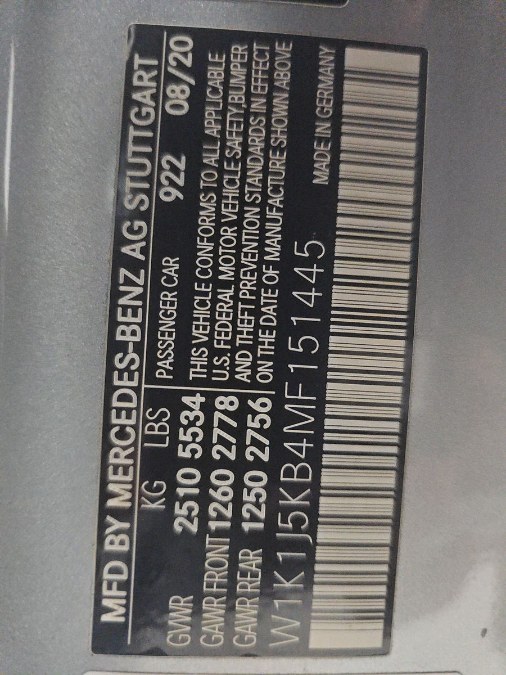 MFD BY MERCEDES-BENZ AG STUTTGART
KG LBS PASSENGER CAR 922 08/20
GVWR 2510 5534 THIS VEHICLE CONFORMS TO ALL APPLICABLE
GAWR FRONT 1260 2778 U.S. FEDERAL MOTOR VEHICLE SAFETY,BUMPER
GAWR REAR 1250 2756 AND THEFT PREVENTION STANDARDS IN EFFECT
ON THE DATE OF MANUFACTURE SHOWN ABOVE
W1K1J5KB4MF151445 MADE IN GERMANY